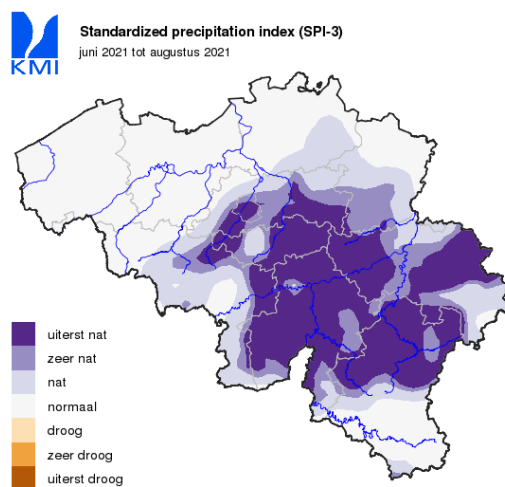 Standardized precipitation index (SPI-3)
juni 2021 tot augustus 2021
KMI
uiterst nat
zeer nat
nat
normaal
droog
zeer droog
uiterst droog